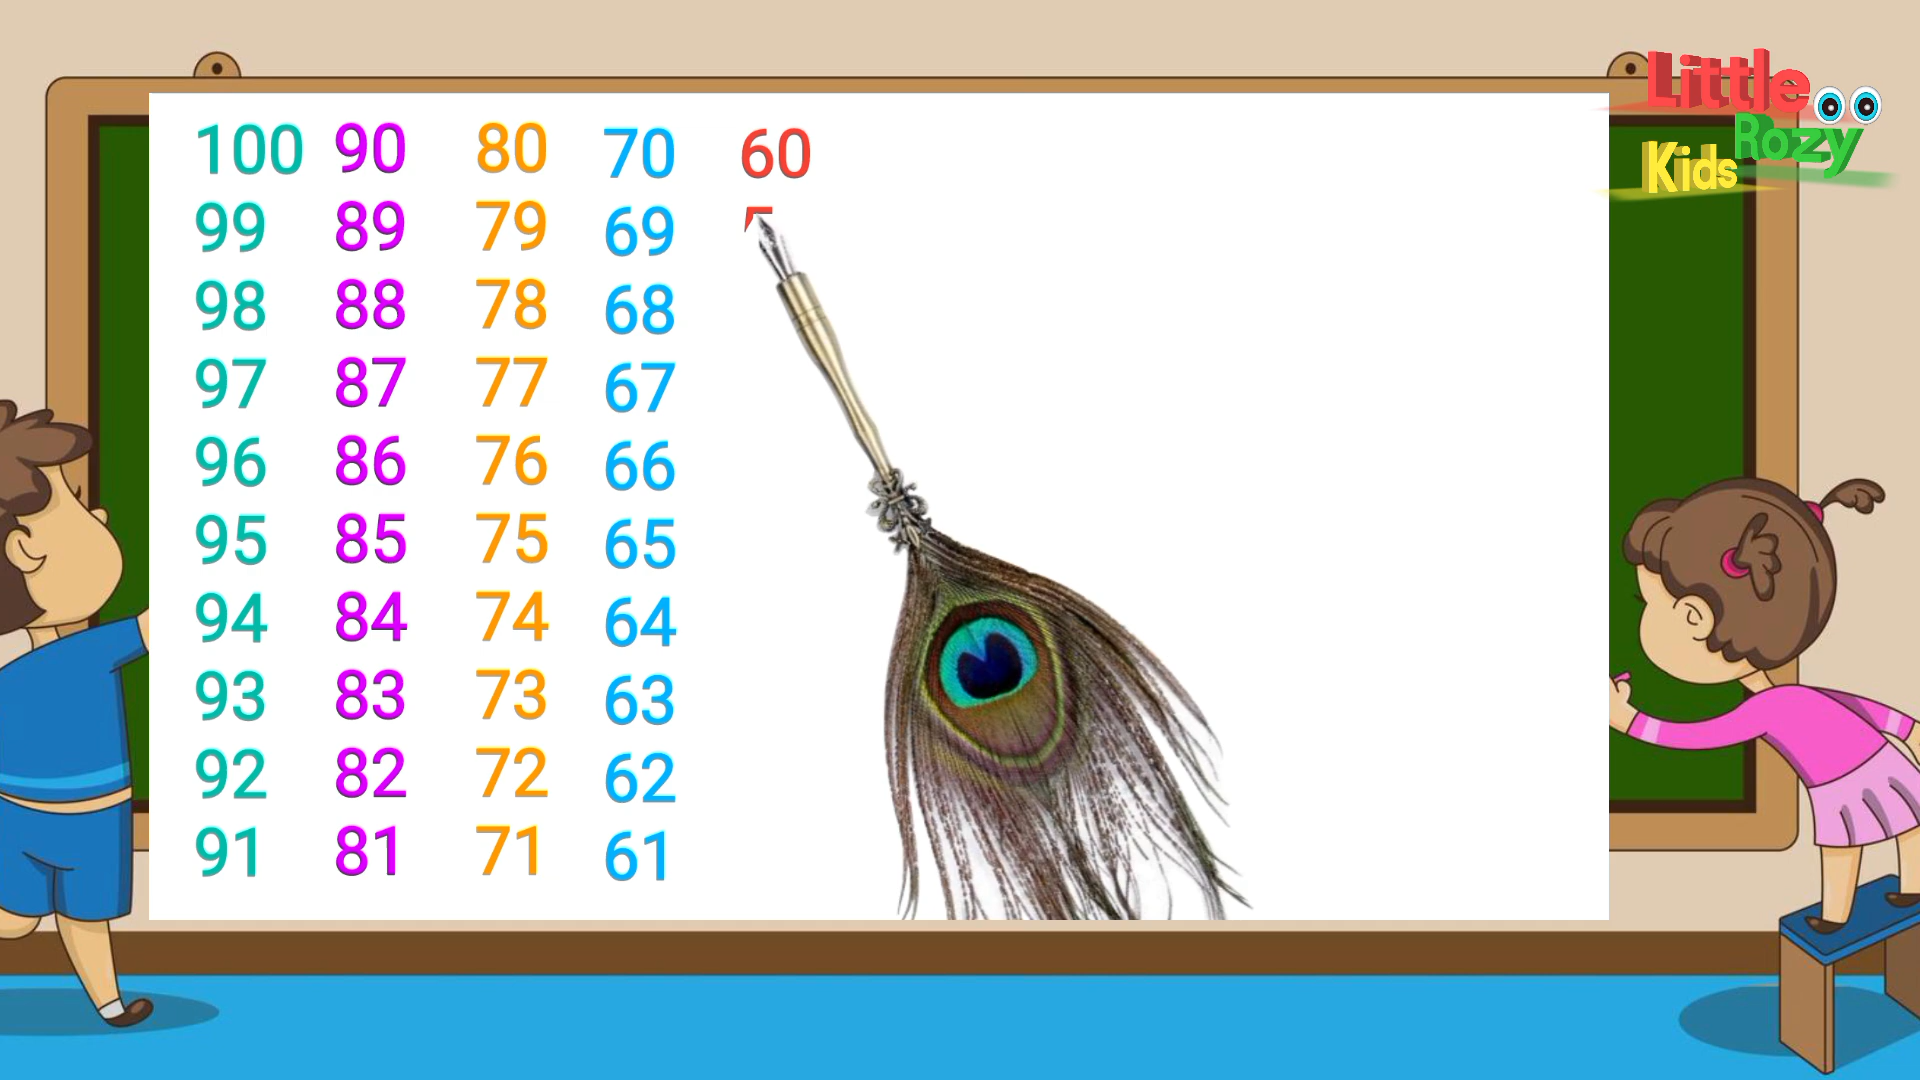 100 90 80 70 60
99 89 79 69
98 88 78 68
97 87 77 67
96 86 76 66
95 85 75 65
94 84 74 64
93 83 73 63
92 82 72 62
91 81 71 61
Little
Rozy
Kids